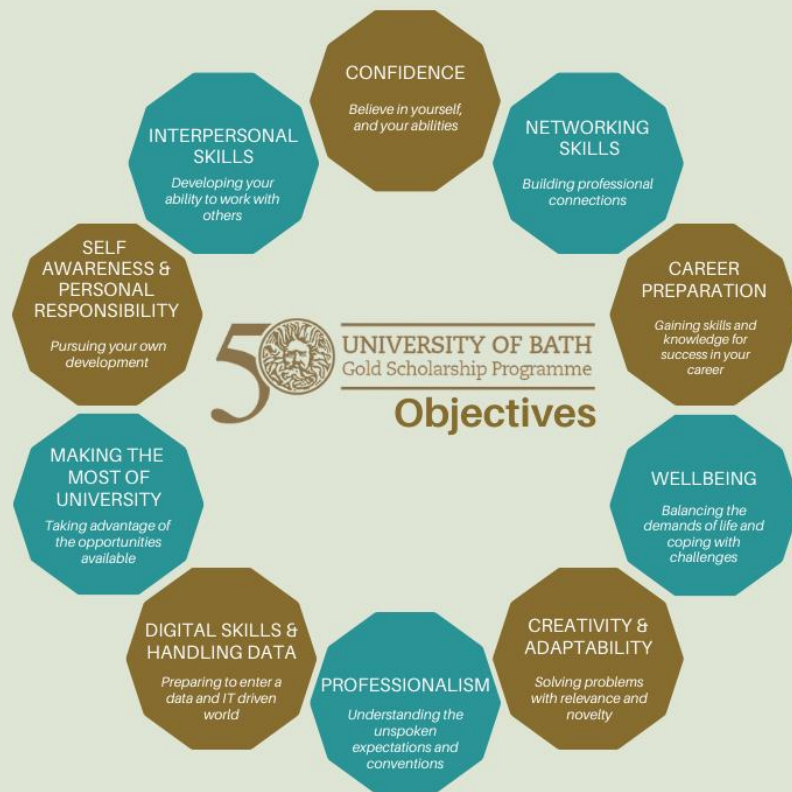 CONFIDENCE
Believe in yourself,
and your abilities
NETWORKING
SKILLS
Building professional
connections
CAREER
PREPARATION
Gaining skills and
knowledge for
success in your
career
WELLBEING
Balancing the
demands of life and
coping with
challenges
CREATIVITY &
ADAPTABILITY
Solving problems
with relevance and
novelty
PROFESSIONALISM
Understanding the
unspoken
expectations and
conventions
DIGITAL SKILLS &
HANDLING DATA
Preparing to enter a
data and IT driven
world
MAKING THE
MOST OF
UNIVERSITY
Taking advantage of
the opportunities
available
SELF
AWARENESS &
PERSONAL
RESPONSIBILITY
Pursuing your own
development
INTERPERSONAL
SKILLS
Developing your
ability to work with
others
50
UNIVERSITY OF BATH
Gold Scholarship Programme
Objectives